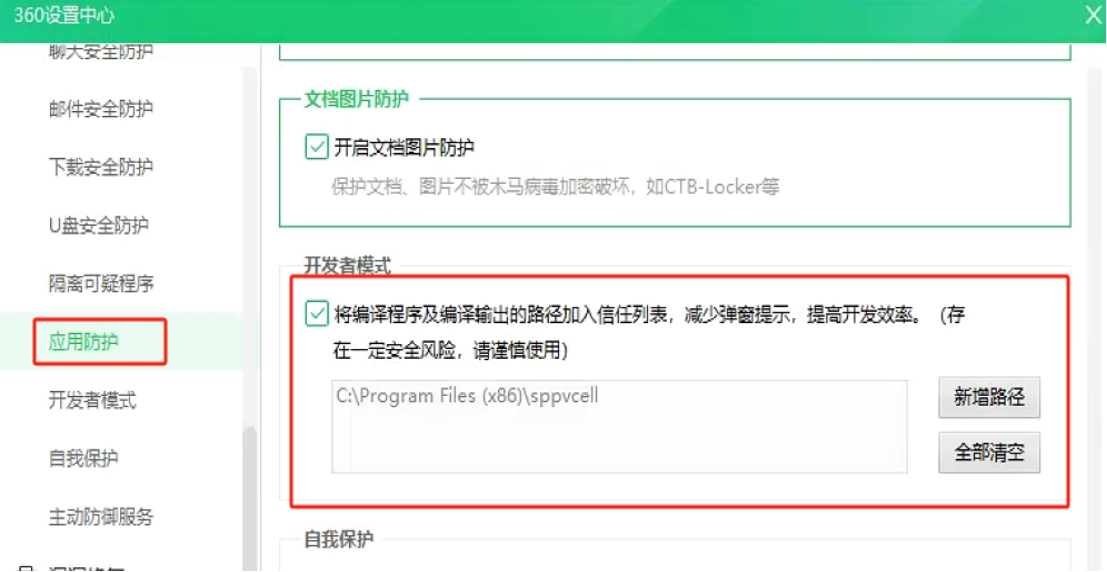 360设置中心
聊天安全防护
邮件安全防护
下载安全防护
U盘安全防护
隔离可疑程序
应用防护
开发者模式
自我保护
主动防御服务
文档图片防护
开启文档图片防护
保护文档、图片不被木马病毒加密破坏，如CTB-Locker等
开发者模式
将编译程序及编译输出的路径加入信任列表，减少弹窗提示，提高开发效率。（存
在一定安全风险，请谨慎使用）
C:\Program Files (x86)\sppvcell
新增路径
全部清空
自我保护